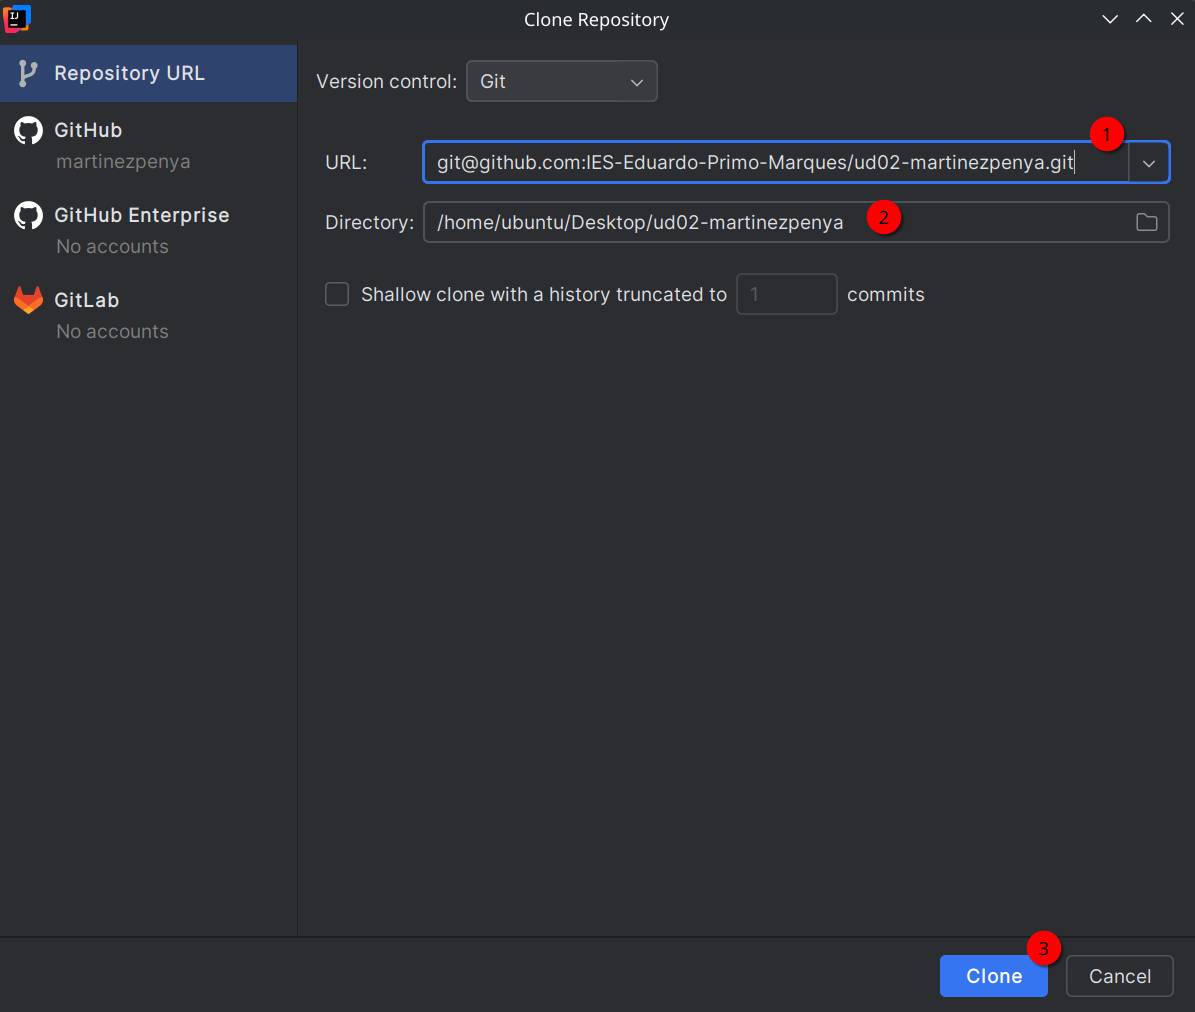 IJ
Clone Repository
Repository URL
GitHub
martinezpenya
GitHub Enterprise
No accounts
GitLab
No accounts
Version control: Git
1
URL: git@github.com:IES-Eduardo-Primo-Marques/ud02-martinezpenya.git
Directory: /home/ubuntu/Desktop/ud02-martinezpenya 2
Shallow clone with a history truncated to 1 commits
3
Clone Cancel